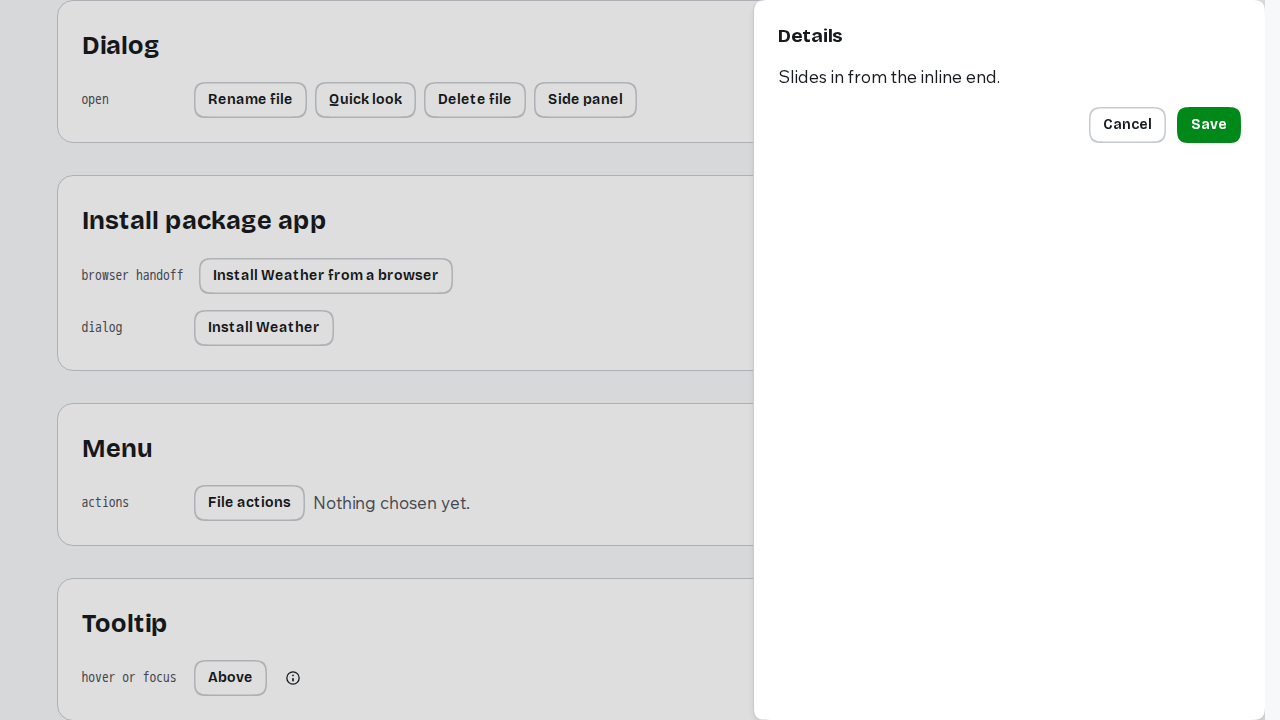 Dialog
open Rename file Quick look Delete file Side panel
Install package app
browser handoff Install Weather from a browser
dialog Install Weather
Menu
actions File actions Nothing chosen yet.
Tooltip
hover or focus Above
Details
Slides in from the inline end.
Cancel Save